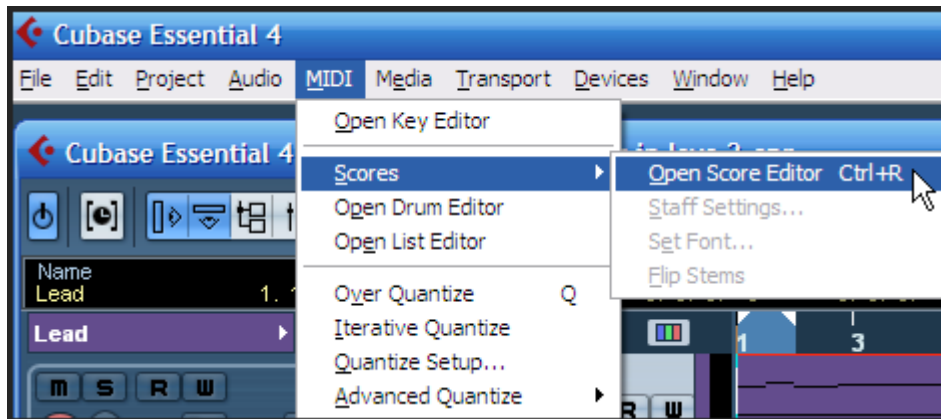 Cubase Essential 4
File Edit Project Audio MIDI Media Transport Devices Window Help
Open Key Editor
Cubase Essential 4
Scores
Open Score Editor Ctrl+R
Open Drum Editor
Staff Settings...
Open List Editor
Set Font...
Name
Flip Stems
Lead 1. 1
Over Quantize Q
Lead
Iterative Quantize
1 3
Quantize Setup...
M S R W
Advanced Quantize
R W